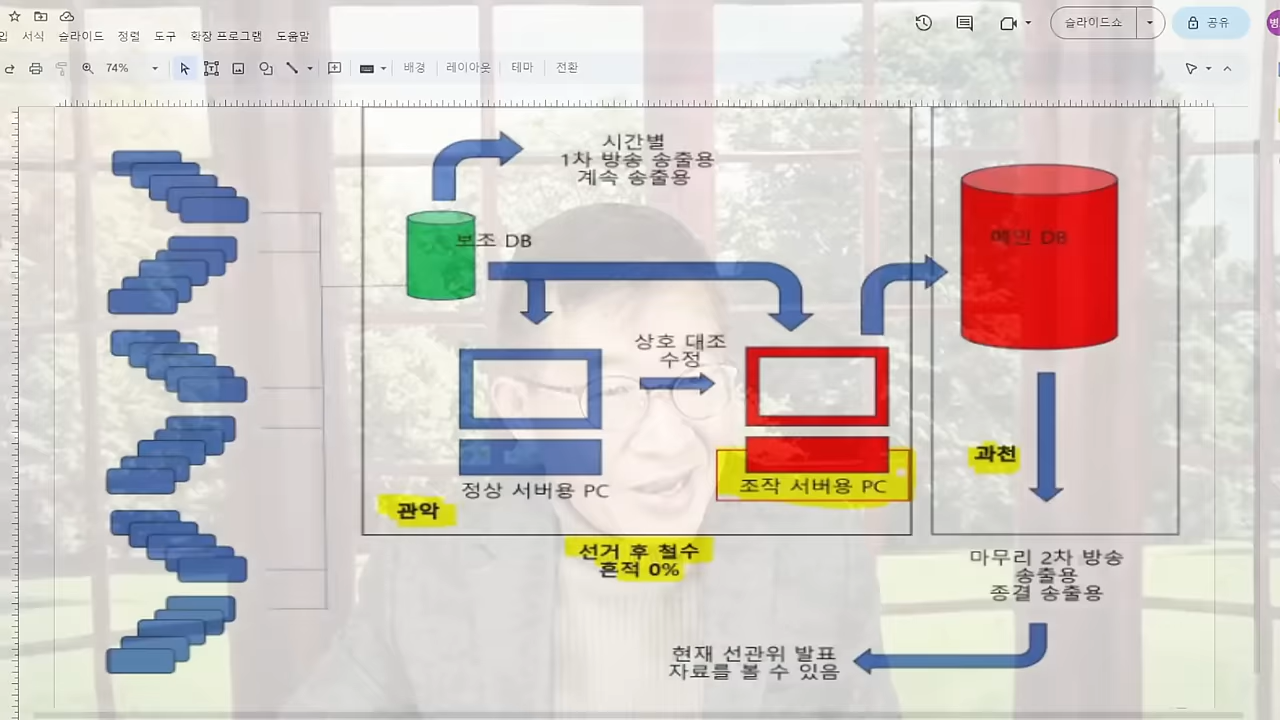 서식 슬라이드 정렬 도구 확장 프로그램 도움말
슬라이드쇼
공유
74%
배경 레이아웃 테마 전환
시간별
1차 방송 송출용
계속 송출용
보조 DB
메인 DB
상호 대조
수정
정상 서버용 PC
조작 서버용 PC
관악
과천
선거 후 철수
흔적 0%
마무리 2차 방송
송출용
종결 송출용
현재 선관위 발표
자료를 볼 수 있음